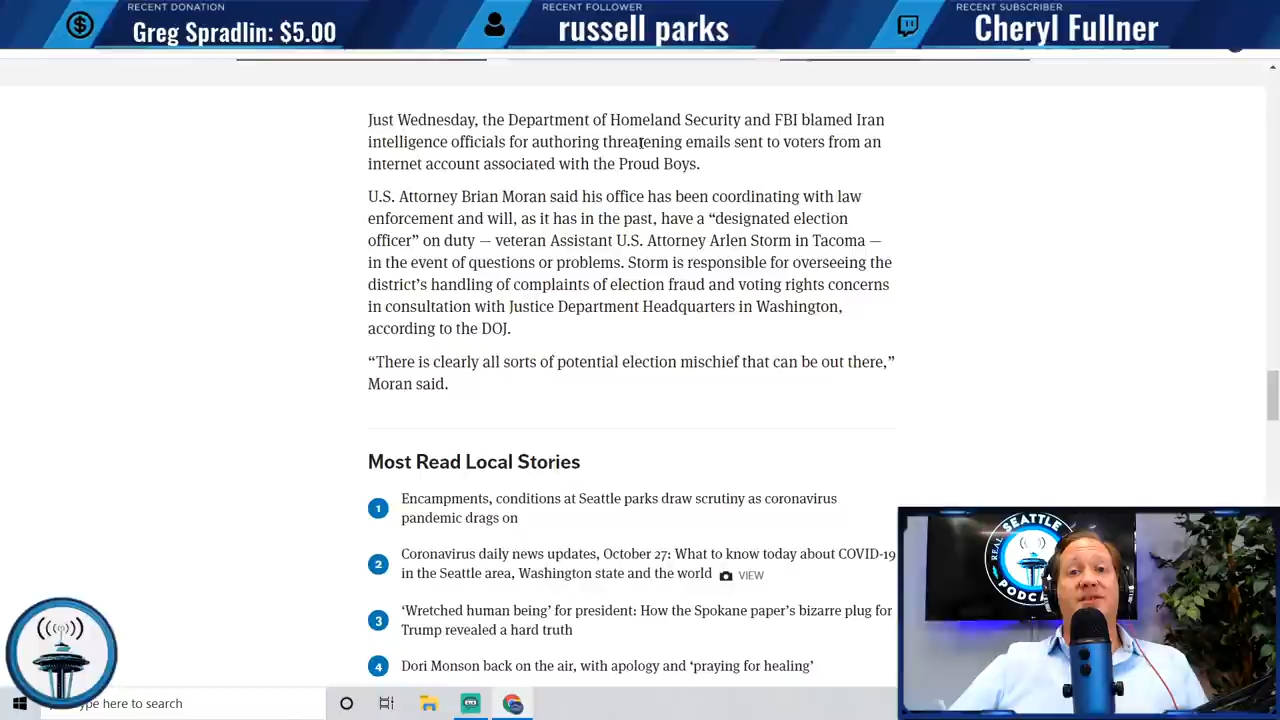 RECENT DONATION
Greg Spradlin: $5.00
RECENT FOLLOWER
russell parks
RECENT SUBSCRIBER
Cheryl Fullner
Just Wednesday, the Department of Homeland Security and FBI blamed Iran
intelligence officials for authoring threatening emails sent to voters from an
internet account associated with the Proud Boys.
U.S. Attorney Brian Moran said his office has been coordinating with law
enforcement and will, as it has in the past, have a “designated election
officer” on duty — veteran Assistant U.S. Attorney Arlen Storm in Tacoma —
in the event of questions or problems. Storm is responsible for overseeing the
district’s handling of complaints of election fraud and voting rights concerns
in consultation with Justice Department Headquarters in Washington,
according to the DOJ.
“There is clearly all sorts of potential election mischief that can be out there,”
Moran said.
Most Read Local Stories
1 Encampments, conditions at Seattle parks draw scrutiny as coronavirus
pandemic drags on
2 Coronavirus daily news updates, October 27: What to know today about COVID-19
in the Seattle area, Washington state and the world VIEW
3 ‘Wretched human being’ for president: How the Spokane paper’s bizarre plug for
Trump revealed a hard truth
4 Dori Monson back on the air, with apology and ‘praying for healing’
REAL SEATTLE
PODC
ype here to search